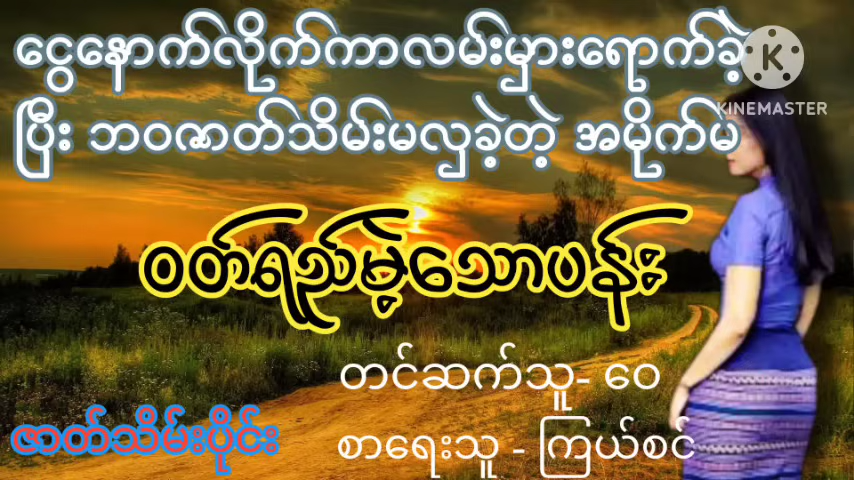 ငွေနောက်လိုက်ကာလမ်းမှားရောက်ခဲ့
ပြီး ဘဝဇာတ်သိမ်းမလှခဲ့တဲ့ အမိုက်မ
KINEMASTER
ဝတ်ရည်မဲ့သောပန်း
တင်ဆက်သူ- ဝေ
ဇာတ်သိမ်းပိုင်း
စာရေးသူ - ကြယ်စင်